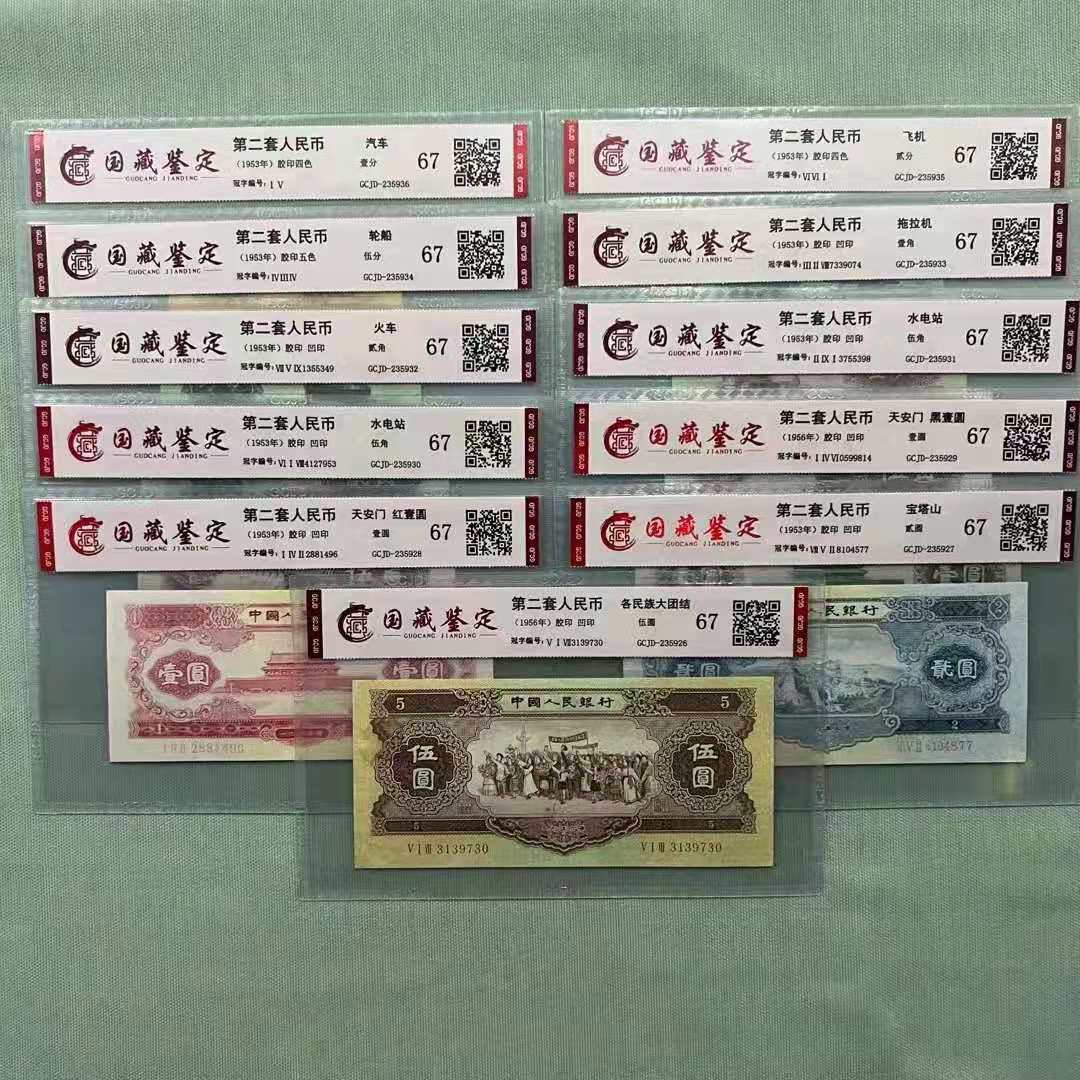 国藏鉴定
GUOCANG JIANDING
第二套人民币 汽车
(1953年) 胶印四色 壹分
67
冠字编号: I V GCJD-235936
国藏鉴定
GUOCANG JIANDING
第二套人民币 飞机
(1953年) 胶印四色 贰分
67
冠字编号: VI VI I GCJD-235935
国藏鉴定
GUOCANG JIANDING
第二套人民币 轮船
(1953年) 胶印五色 伍分
67
冠字编号: IV III IV GCJD-235934
国藏鉴定
GUOCANG JIANDING
第二套人民币 拖拉机
(1953年) 胶印 凹印 壹角
67
冠字编号: III II VIII 7339074 GCJD-235933
国藏鉴定
GUOCANG JIANDING
第二套人民币 火车
(1953年) 胶印 凹印 贰角
67
冠字编号: VII V IX 1355349 GCJD-235932
国藏鉴定
GUOCANG JIANDING
第二套人民币 水电站
(1953年) 胶印 凹印 伍角
67
冠字编号: II IX I 3755398 GCJD-235931
国藏鉴定
GUOCANG JIANDING
第二套人民币 水电站
(1953年) 胶印 凹印 伍角
67
冠字编号: VI I VIII 4127953 GCJD-235930
国藏鉴定
GUOCANG JIANDING
第二套人民币 天安门 黑壹圆
(1956年) 胶印 凹印 壹圆
67
冠字编号: I IV VI 0599814 GCJD-235929
国藏鉴定
GUOCANG JIANDING
第二套人民币 天安门 红壹圆
(1953年) 胶印 凹印 壹圆
67
冠字编号: I IV II 2881496 GCJD-235928
国藏鉴定
GUOCANG JIANDING
第二套人民币 宝塔山
(1953年) 胶印 凹印 贰圆
67
冠字编号: VII V II 8104577 GCJD-235927
国藏鉴定
GUOCANG JIANDING
第二套人民币 各民族大团结
(1956年) 胶印 凹印 伍圆
67
冠字编号: V I VII 3139730 GCJD-235926
中國人
壹圓
壹圓
人民銀行
2
貳圓
2
5 中國人民銀行 5
伍圓
伍圓
5 5
V I VII 3139730 V I VII 3139730